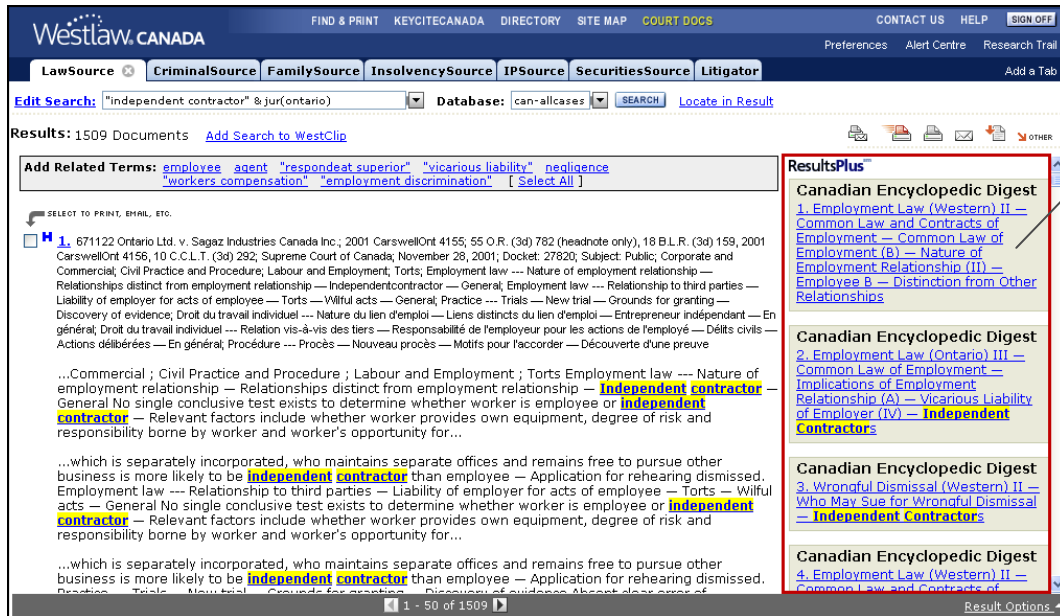 FIND & PRINT KEYCITECANADA DIRECTORY SITE MAP COURT DOCS CONTACT US HELP SIGN OFF
Westlaw. CANADA
Preferences Alert Centre Research Trail
LawSource CriminalSource FamilySource InsolvencySource IPSource SecuritiesSource Litigator Add a Tab
Edit Search: "independent contractor" & jur(ontario) Database: can-allcases SEARCH Locate in Result
Results: 1509 Documents Add Search to WestClip
OTHER
Add Related Terms: employee agent "respondeat superior" "vicarious liability" negligence
"workers compensation" "employment discrimination" [ Select All ]
SELECT TO PRINT, EMAIL, ETC.
H 1. 671122 Ontario Ltd. v. Sagaz Industries Canada Inc.; 2001 CarswellOnt 4155; 55 O.R. (3d) 782 (headnote only), 18 B.L.R. (3d) 159, 2001
CarswellOnt 4156, 10 C.C.L.T. (3d) 292; Supreme Court of Canada; November 28, 2001; Docket: 27820; Subject: Public; Corporate and
Commercial; Civil Practice and Procedure; Labour and Employment; Torts; Employment law --- Nature of employment relationship —
Relationships distinct from employment relationship — Independentcontractor — General; Employment law --- Relationship to third parties —
Liability of employer for acts of employee — Torts — Wilful acts — General; Practice --- Trials — New trial — Grounds for granting —
Discovery of evidence; Droit du travail individuel --- Nature du lien d'emploi — Liens distincts du lien d'emploi — Entrepreneur indépendant — En
général; Droit du travail individuel --- Relation vis-à-vis des tiers — Responsabilité de l'employeur pour les actions de l'employé — Délits civils —
Actions délibérées — En général; Procédure --- Procès — Nouveau procès — Motifs pour l'accorder — Découverte d'une preuve
...Commercial ; Civil Practice and Procedure ; Labour and Employment ; Torts Employment law --- Nature of
employment relationship — Relationships distinct from employment relationship — Independent contractor —
General No single conclusive test exists to determine whether worker is employee or independent
contractor — Relevant factors include whether worker provides own equipment, degree of risk and
responsibility borne by worker and worker's opportunity for...
...which is separately incorporated, who maintains separate offices and remains free to pursue other
business is more likely to be independent contractor than employee — Application for rehearing dismissed.
Employment law --- Relationship to third parties — Liability of employer for acts of employee — Torts — Wilful
acts — General No single conclusive test exists to determine whether worker is employee or independent
contractor — Relevant factors include whether worker provides own equipment, degree of risk and
responsibility borne by worker and worker's opportunity for...
...which is separately incorporated, who maintains separate offices and remains free to pursue other
business is more likely to be independent contractor than employee — Application for rehearing dismissed.
Practice --- Trials — New trial — Grounds for granting — Discovery of evidence Absent clear error of
ResultsPlus
Canadian Encyclopedic Digest
1. Employment Law (Western) II —
Common Law and Contracts of
Employment — Common Law of
Employment (B) — Nature of
Employment Relationship (II) —
Employee B — Distinction from Other
Relationships
Canadian Encyclopedic Digest
2. Employment Law (Ontario) III —
Common Law of Employment —
Implications of Employment
Relationship (A) — Vicarious Liability
of Employer (IV) — Independent
Contractors
Canadian Encyclopedic Digest
3. Wrongful Dismissal (Western) II —
Who May Sue for Wrongful Dismissal
— Independent Contractors
Canadian Encyclopedic Digest
4. Employment Law (Western) II —
Common Law and Contracts of
1 - 50 of 1509
Result Options